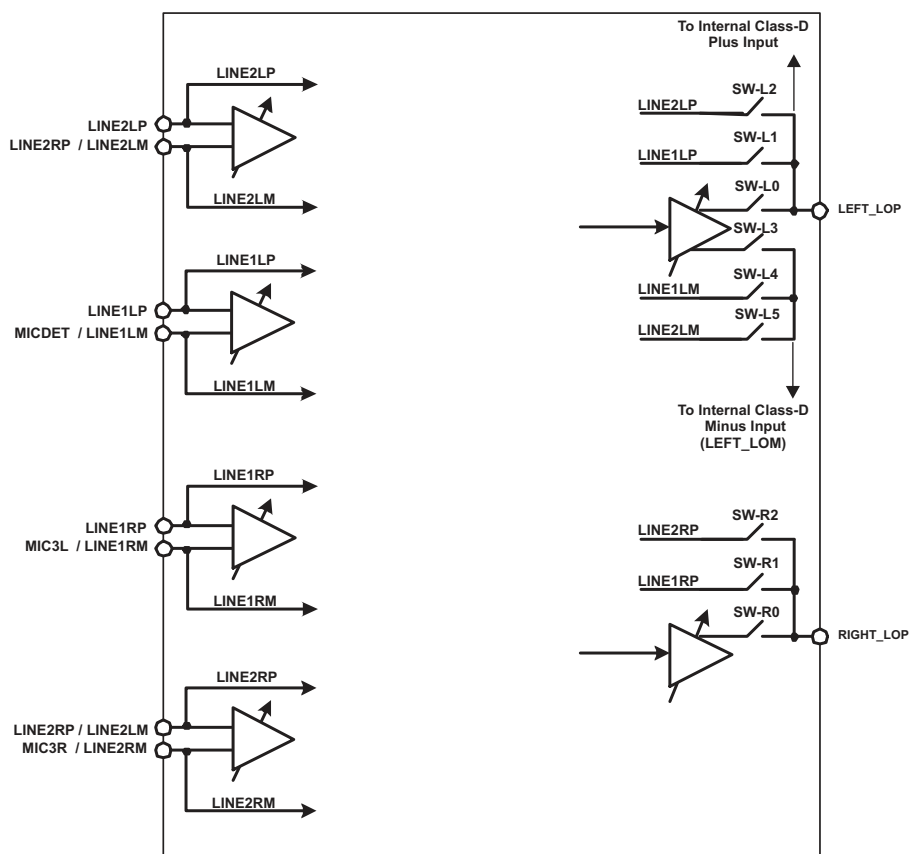 LINE2LP
LINE2LP
LINE2RP / LINE2LM
LINE2LM
LINE1LP
LINE1LP
MICDET / LINE1LM
LINE1LM
LINE1RP
LINE1RP
MIC3L / LINE1RM
LINE1RM
LINE2RP
LINE2RP / LINE2LM
MIC3R / LINE2RM
LINE2RM
To Internal Class-D
Plus Input
SW-L2
LINE2LP
SW-L1
LINE1LP
SW-L0
LEFT_LOP
SW-L3
SW-L4
LINE1LM
SW-L5
LINE2LM
To Internal Class-D
Minus Input
(LEFT_LOM)
SW-R2
LINE2RP
SW-R1
LINE1RP
SW-R0
RIGHT_LOP